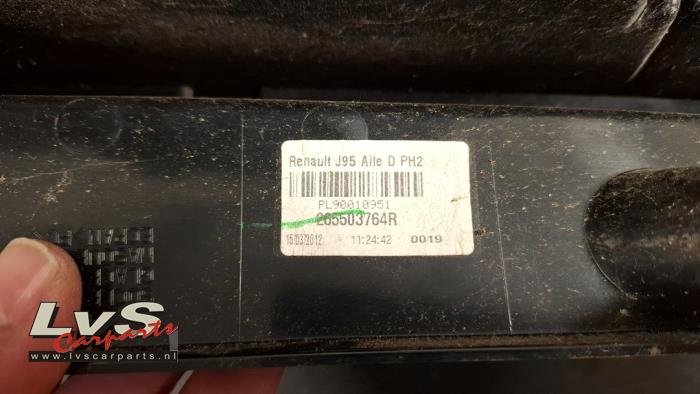 Renault J95 Aile D PH2
PL90010951
265503764R
15/03/2012 11:24:42 0019
LvS
Carparts
www.lvscarparts.nl